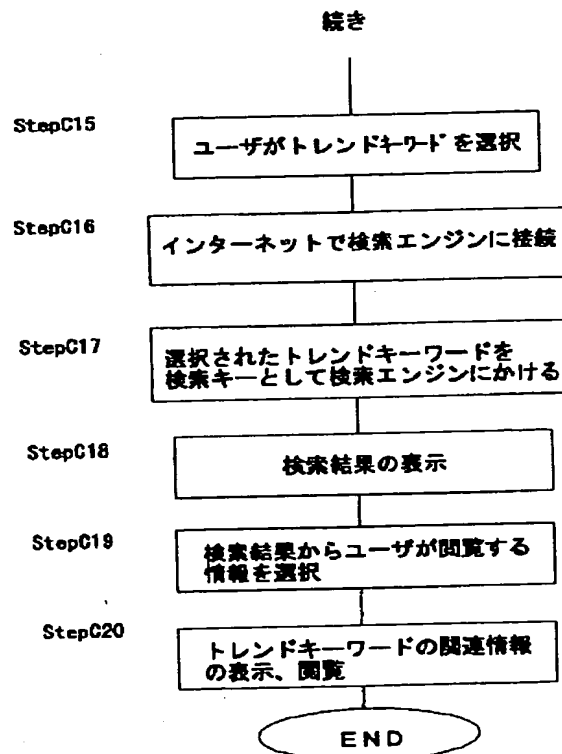 続き
StepC15
ユーザがトレンドキーワードを選択
StepC16
インターネットで検索エンジンに接続
StepC17
選択されたトレンドキーワードを
検索キーとして検索エンジンにかける
StepC18
検索結果の表示
StepC19
検索結果からユーザが閲覧する
情報を選択
StepC20
トレンドキーワードの関連情報
の表示、閲覧
END